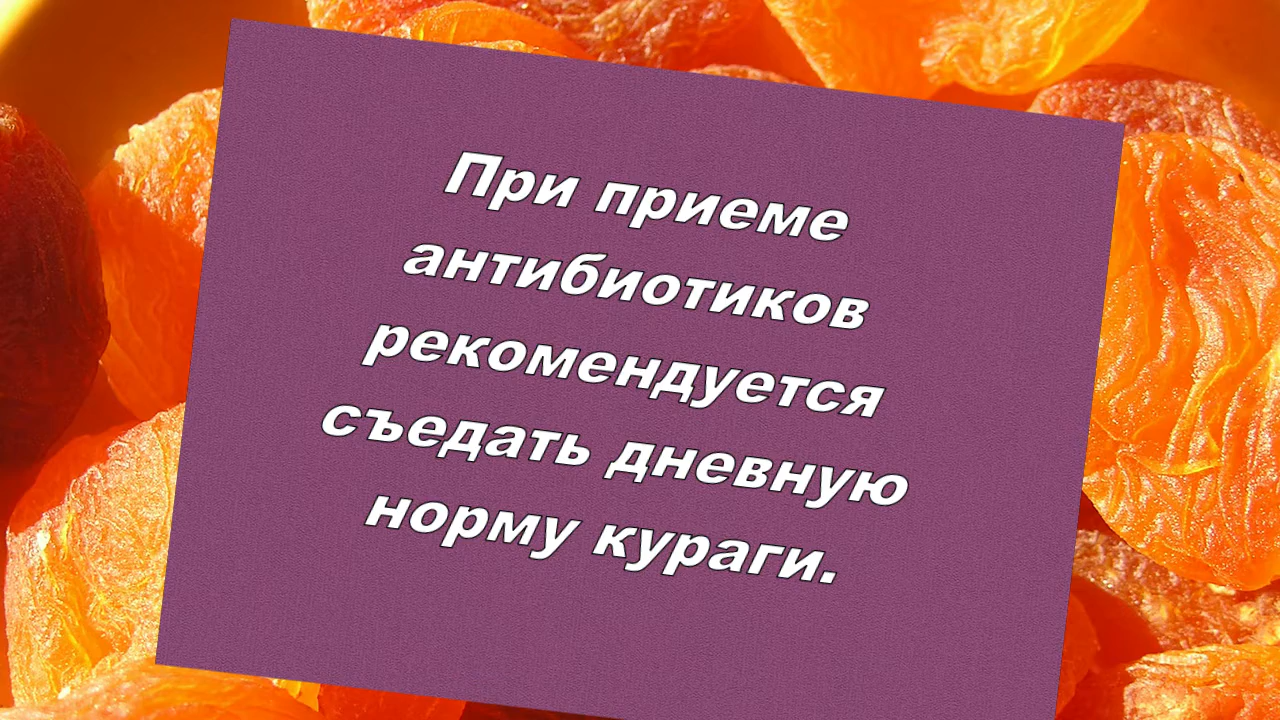 При приеме
антибиотиков
рекомендуется
съедать дневную
норму кураги.